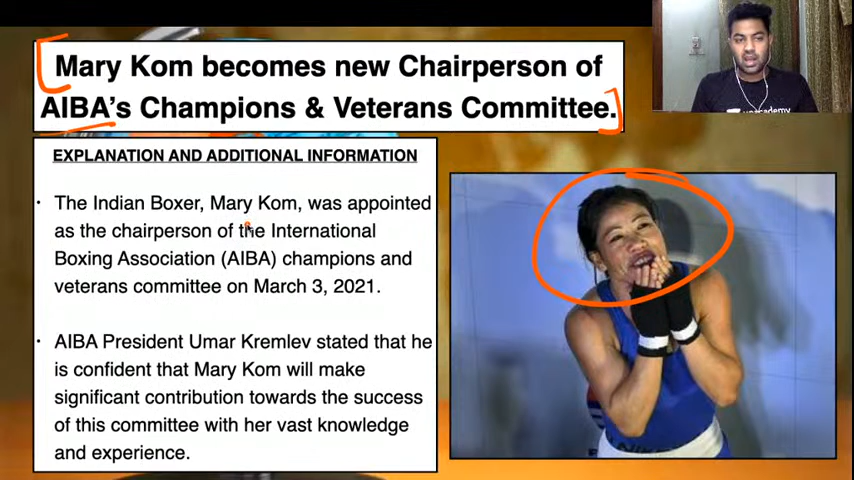 Mary Kom becomes new Chairperson of
AIBA's Champions & Veterans Committee.
EXPLANATION AND ADDITIONAL INFORMATION
• The Indian Boxer, Mary Kom, was appointed
as the chairperson of the International
Boxing Association (AIBA) champions and
veterans committee on March 3, 2021.
• AIBA President Umar Kremlev stated that he
is confident that Mary Kom will make
significant contribution towards the success
of this committee with her vast knowledge
and experience.